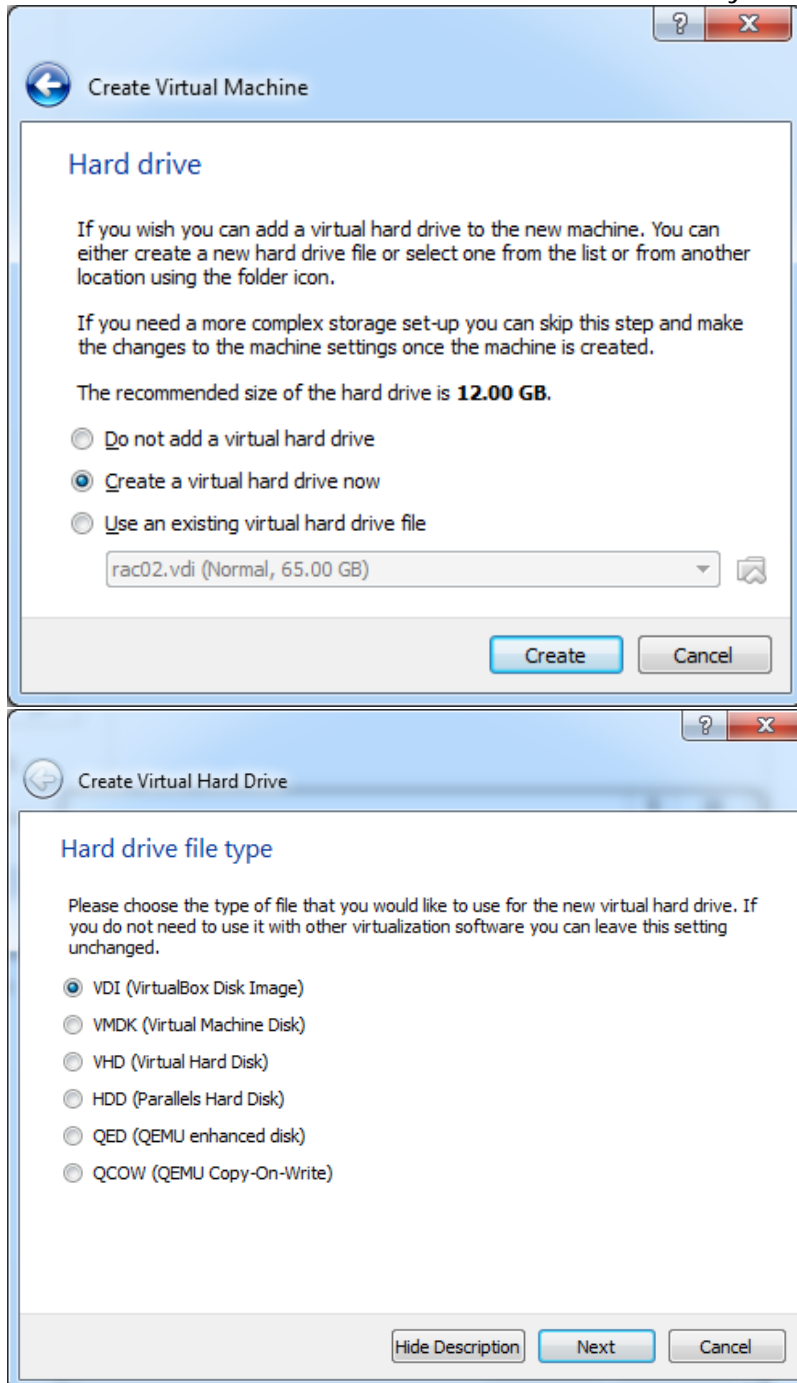 ?
X
Create Virtual Machine
Hard drive
If you wish you can add a virtual hard drive to the new machine. You can
either create a new hard drive file or select one from the list or from another
location using the folder icon.
If you need a more complex storage set-up you can skip this step and make
the changes to the machine settings once the machine is created.
The recommended size of the hard drive is 12.00 GB.
Do not add a virtual hard drive
Create a virtual hard drive now
Use an existing virtual hard drive file
rac02.vdi (Normal, 65.00 GB)
Create
Cancel
?
X
Create Virtual Hard Drive
Hard drive file type
Please choose the type of file that you would like to use for the new virtual hard drive. If
you do not need to use it with other virtualization software you can leave this setting
unchanged.
VDI (VirtualBox Disk Image)
VMDK (Virtual Machine Disk)
VHD (Virtual Hard Disk)
HDD (Parallels Hard Disk)
QED (QEMU enhanced disk)
QCOW (QEMU Copy-On-Write)
Hide Description
Next
Cancel